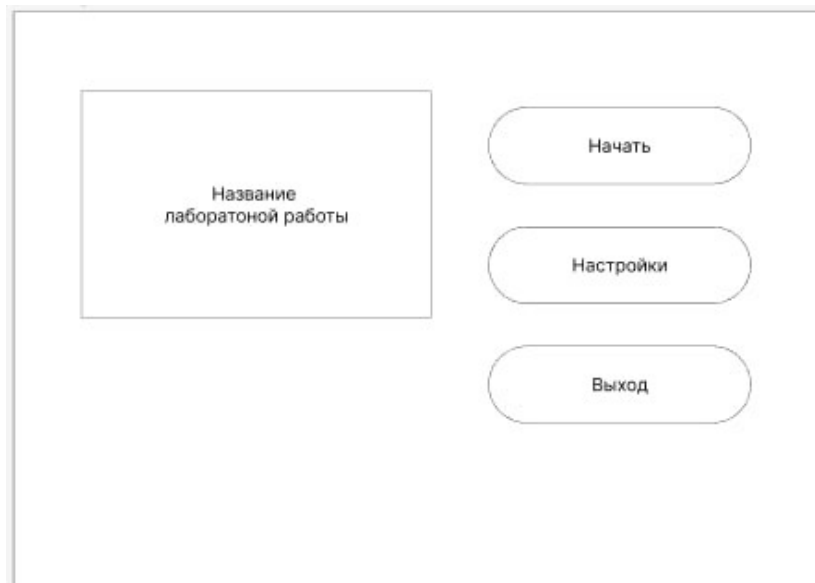 Название
лаборатоной работы
Начать
Настройки
Выход